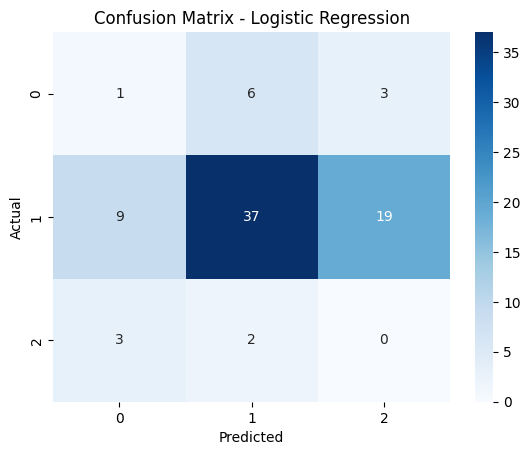 Confusion Matrix - Logistic Regression
0 1 6 3
1 9 37 19
2 3 2 0
0 1 2
Actual
Predicted
35
30
25
20
15
10
5
0